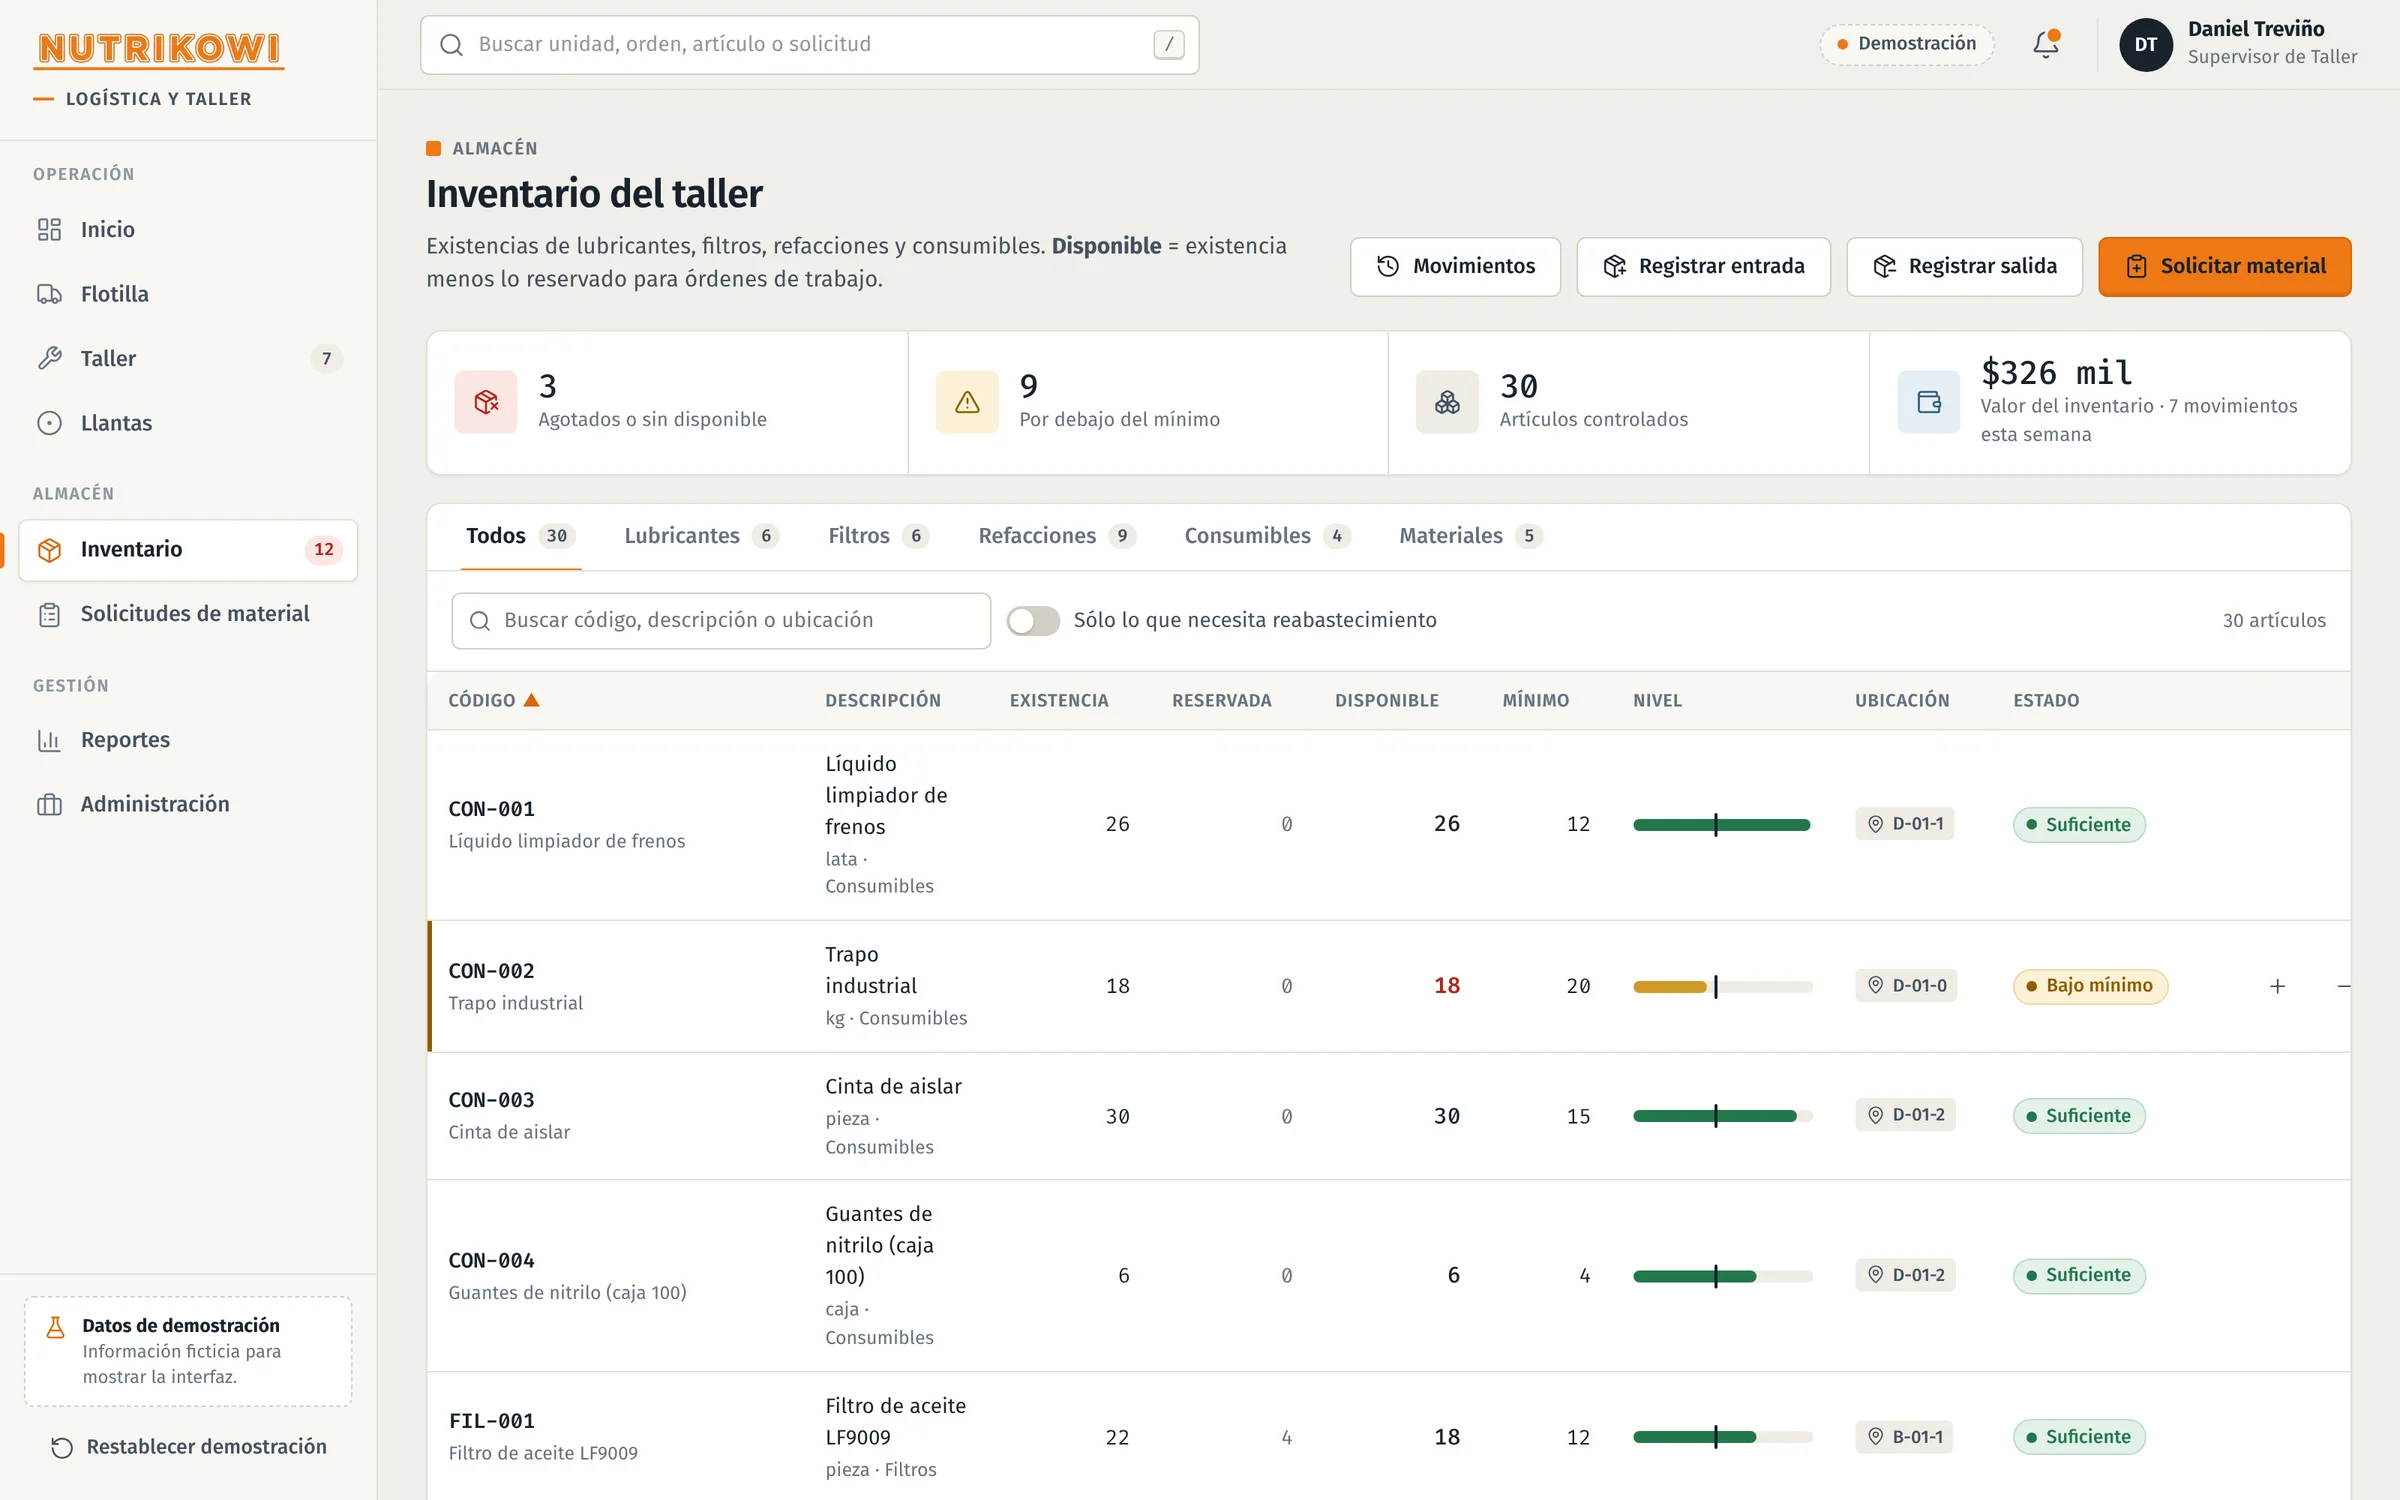 NUTRIKOWI
LOGÍSTICA Y TALLER
OPERACIÓN
Inicio
Flotilla
Taller 7
Llantas
ALMACÉN
Inventario 12
Solicitudes de material
GESTIÓN
Reportes
Administración
Datos de demostración
Información ficticia para
mostrar la interfaz.
Restablecer demostración
Buscar unidad, orden, artículo o solicitud /
Demostración
DT
Daniel Treviño
Supervisor de Taller
ALMACÉN
Inventario del taller
Existencias de lubricantes, filtros, refacciones y consumibles. Disponible = existencia
menos lo reservado para órdenes de trabajo.
Movimientos
Registrar entrada
Registrar salida
Solicitar material
3
Agotados o sin disponible
9
Por debajo del mínimo
30
Artículos controlados
$326 mil
Valor del inventario · 7 movimientos
esta semana
Todos 30 Lubricantes 6 Filtros 6 Refacciones 9 Consumibles 4 Materiales 5
Buscar código, descripción o ubicación
Sólo lo que necesita reabastecimiento
30 artículos
CÓDIGO DESCRIPCIÓN EXISTENCIA RESERVADA DISPONIBLE MÍNIMO NIVEL UBICACIÓN ESTADO
CON-001
Líquido limpiador de frenos
Líquido
limpiador de
frenos
lata ·
Consumibles
26 0 26 12 D-01-1 Suficiente
CON-002
Trapo industrial
Trapo
industrial
kg · Consumibles
18 0 18 20 D-01-0 Bajo mínimo + −
CON-003
Cinta de aislar
Cinta de aislar
pieza ·
Consumibles
30 0 30 15 D-01-2 Suficiente
CON-004
Guantes de nitrilo (caja 100)
Guantes de
nitrilo (caja
100)
caja ·
Consumibles
6 0 6 4 D-01-2 Suficiente
FIL-001
Filtro de aceite LF9009
Filtro de aceite
LF9009
pieza · Filtros
22 4 18 12 B-01-1 Suficiente